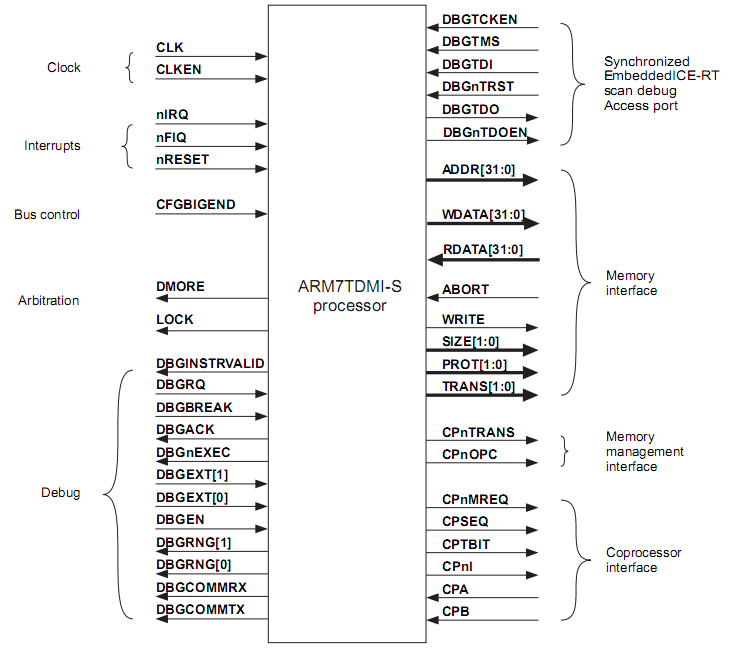 Clock
CLK
CLKEN
Interrupts
nIRQ
nFIQ
nRESET
Bus control
CFGBIGEND
Arbitration
DMORE
LOCK
Debug
DBGINSTRVALID
DBGRQ
DBGBREAK
DBGACK
DBGnEXEC
DBGEXT[1]
DBGEXT[0]
DBGEN
DBGRNG[1]
DBGRNG[0]
DBGCOMMRX
DBGCOMMTX
ARM7TDMI-S
processor
DBGTCKEN
DBGTMS
DBGTDI
DBGnTRST
DBGTDO
DBGnTDOEN
Synchronized
EmbeddedICE-RT
scan debug
Access port
ADDR[31:0]
WDATA[31:0]
RDATA[31:0]
ABORT
WRITE
SIZE[1:0]
PROT[1:0]
TRANS[1:0]
Memory
interface
CPnTRANS
CPnOPC
Memory
management
interface
CPnMREQ
CPSEQ
CPTBIT
CPnI
CPA
CPB
Coprocessor
interface